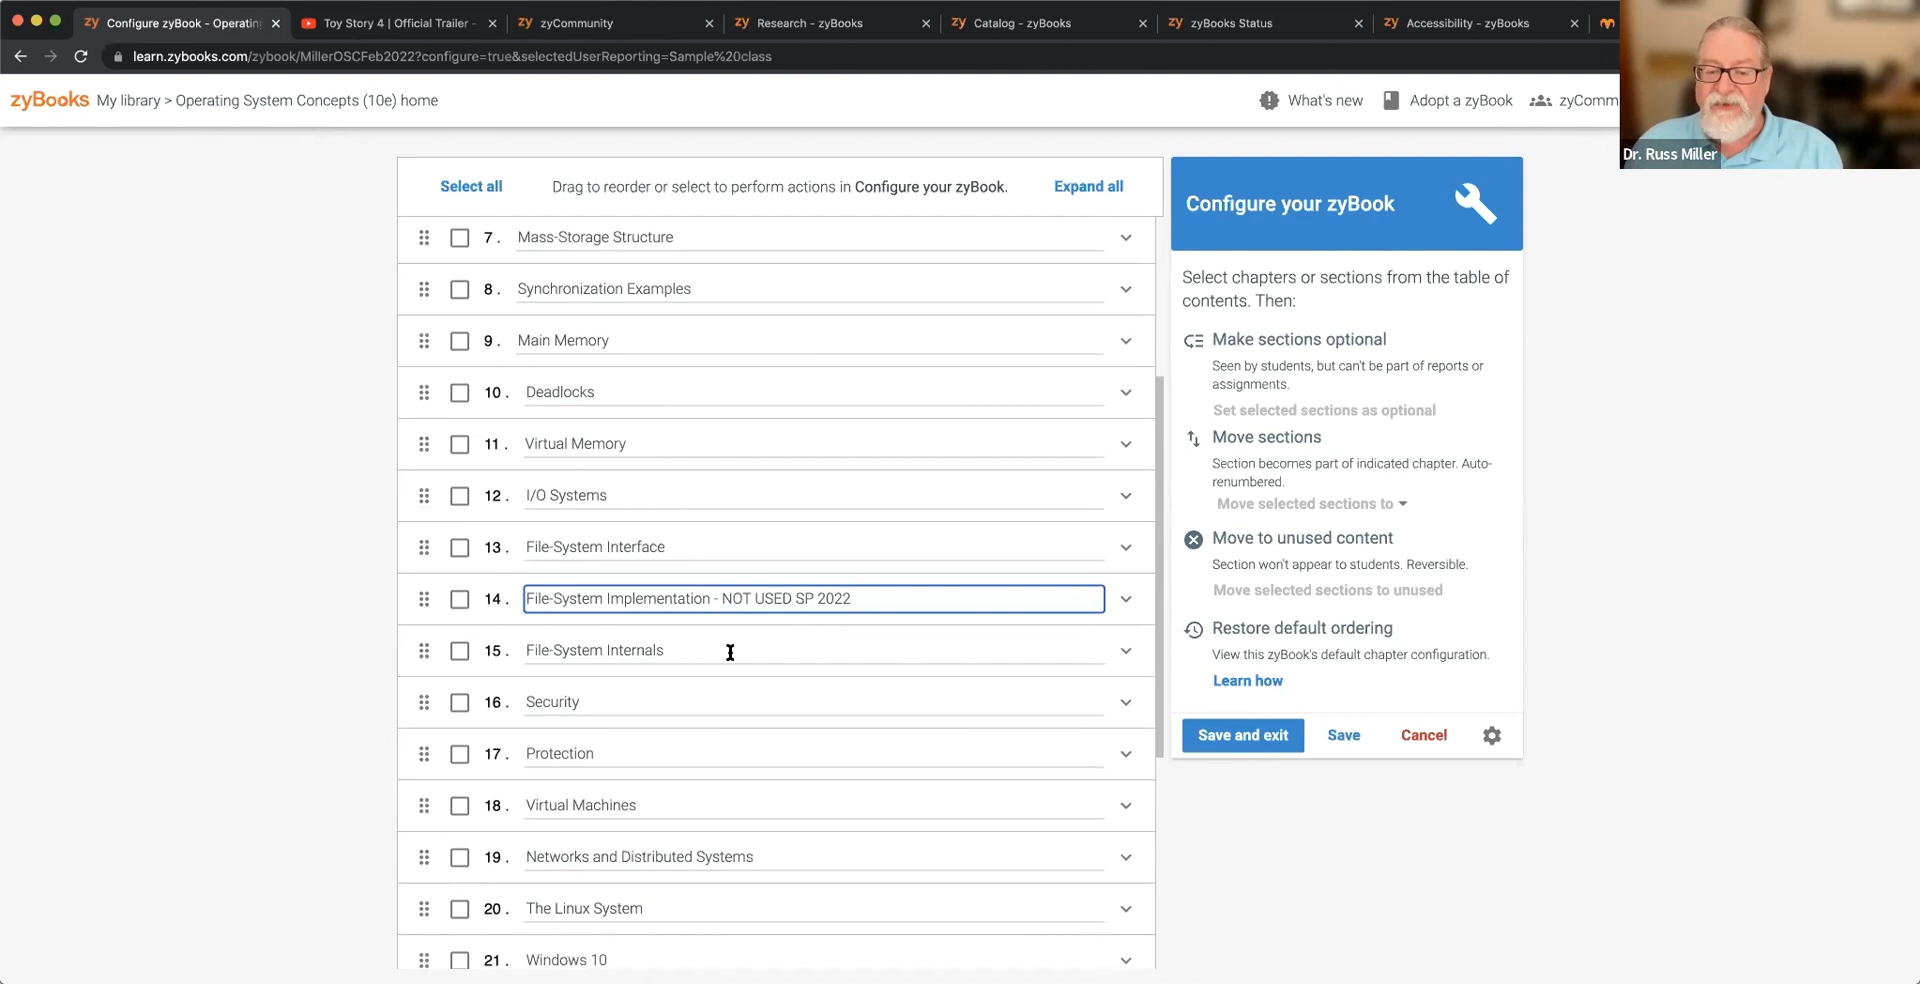 Configure zyBook - Operating
Toy Story 4 | Official Trailer -
zy zyCommunity
zy Research - zyBooks
zy Catalog - zyBooks
zy zyBooks Status
zy Accessibility - zyBooks
learn.zybooks.com/zybook/MillerOSCFeb2022?configure=true&selectedUserReporting=Sample%20class
zyBooks My library > Operating System Concepts (10e) home
What's new
Adopt a zyBook
zyComm
Dr. Russ Miller
Select all
Drag to reorder or select to perform actions in Configure your zyBook.
Expand all
7 . Mass-Storage Structure
8 . Synchronization Examples
9 . Main Memory
10 . Deadlocks
11 . Virtual Memory
12 . I/O Systems
13 . File-System Interface
14 . File-System Implementation - NOT USED SP 2022
15 . File-System Internals
16 . Security
17 . Protection
18 . Virtual Machines
19 . Networks and Distributed Systems
20 . The Linux System
21 . Windows 10
Configure your zyBook
Select chapters or sections from the table of
contents. Then:
Make sections optional
Seen by students, but can't be part of reports or
assignments.
Set selected sections as optional
Move sections
Section becomes part of indicated chapter. Auto-
renumbered.
Move selected sections to
Move to unused content
Section won't appear to students. Reversible.
Move selected sections to unused
Restore default ordering
View this zyBook's default chapter configuration.
Learn how
Save and exit
Save
Cancel